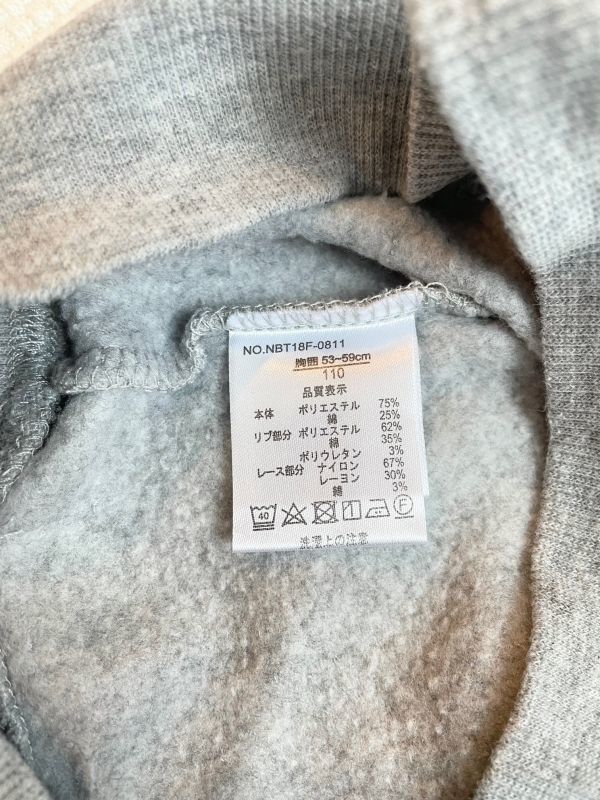 NO.NBT18F-0811
胸囲 53~59cm
110
品質表示
本体 ポリエステル 75%
綿 25%
リブ部分 ポリエステル 62%
綿 35%
ポリウレタン 3%
レース部分 ナイロン 67%
レーヨン 30%
綿 3%
40 F
洗濯上の注意